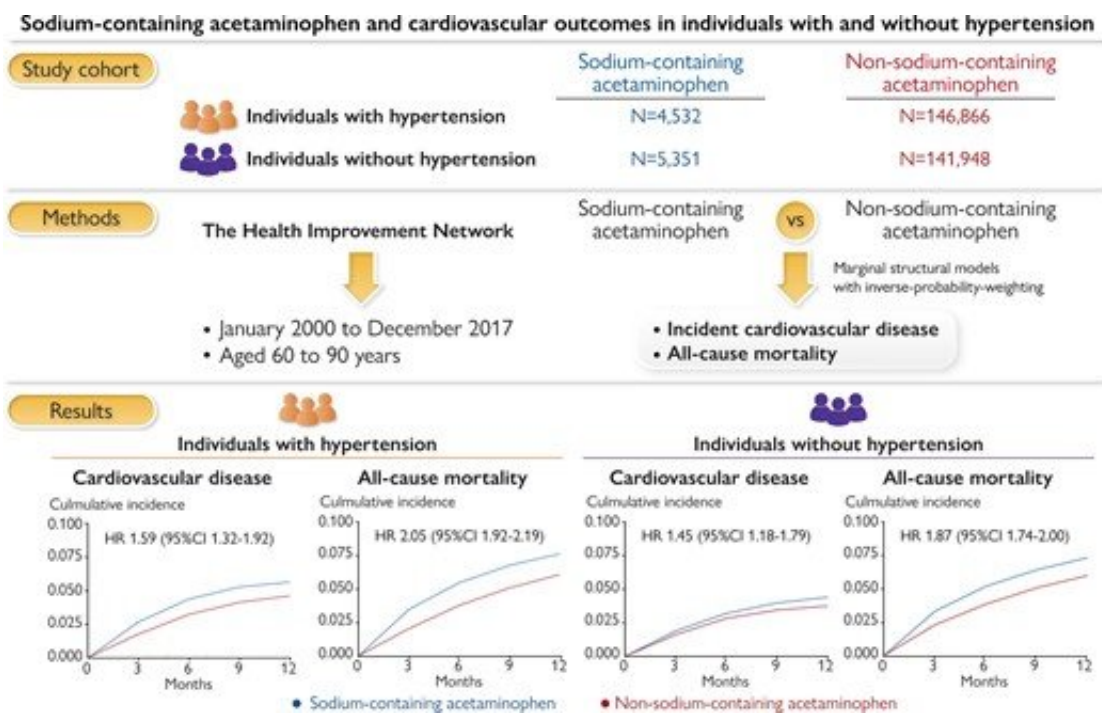 Sodium-containing acetaminophen and cardiovascular outcomes in individuals with and without hypertension
Study cohort
Sodium-containing
acetaminophen
Non-sodium-containing
acetaminophen
Individuals with hypertension
N=4,532
N=146,866
Individuals without hypertension
N=5,351
N=141,948
Methods
The Health Improvement Network
Sodium-containing
acetaminophen
vs
Non-sodium-containing
acetaminophen
Marginal structural models
with inverse-probability-weighting
• January 2000 to December 2017
• Aged 60 to 90 years
• Incident cardiovascular disease
• All-cause mortality
Results
Individuals with hypertension
Individuals without hypertension
Cardiovascular disease
Culmulative incidence
0.100
HR 1.59 (95%CI 1.32-1.92)
0.075
0.050
0.025
0.000
0 3 6 9 12
Months
All-cause mortality
Culmulative incidence
0.100
HR 2.05 (95%CI 1.92-2.19)
0.075
0.050
0.025
0.000
0 3 6 9 12
Months
Cardiovascular disease
Culmulative incidence
0.100
HR 1.45 (95%CI 1.18-1.79)
0.075
0.050
0.025
0.000
0 3 6 9 12
Months
All-cause mortality
Culmulative incidence
0.100
HR 1.87 (95%CI 1.74-2.00)
0.075
0.050
0.025
0.000
0 3 6 9 12
Months
• Sodium-containing acetaminophen
• Non-sodium-containing acetaminophen